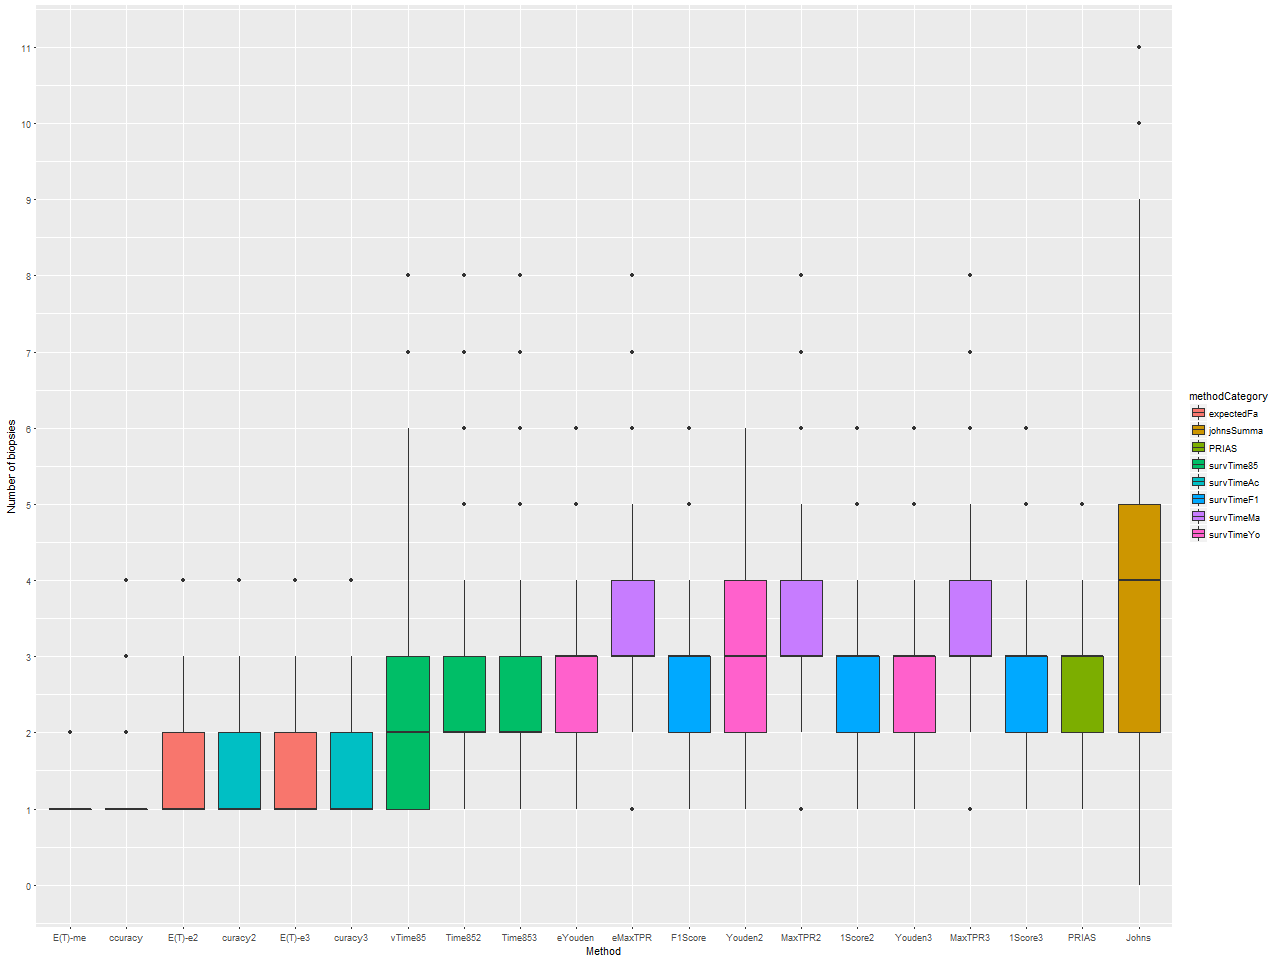 11
10
9
8
7
6
5
4
3
2
1
0
Number of biopsies
E(T)-me ccuracy E(T)-e2 curacy2 E(T)-e3 curacy3 vTime85 Time852 Time853 eYouden eMaxTPR F1Score Youden2 MaxTPR2 1Score2 Youden3 MaxTPR3 1Score3 PRIAS Johns
Method
methodCategory
expectedFa
johnsSumma
PRIAS
survTime85
survTimeAc
survTimeF1
survTimeMa
survTimeYo